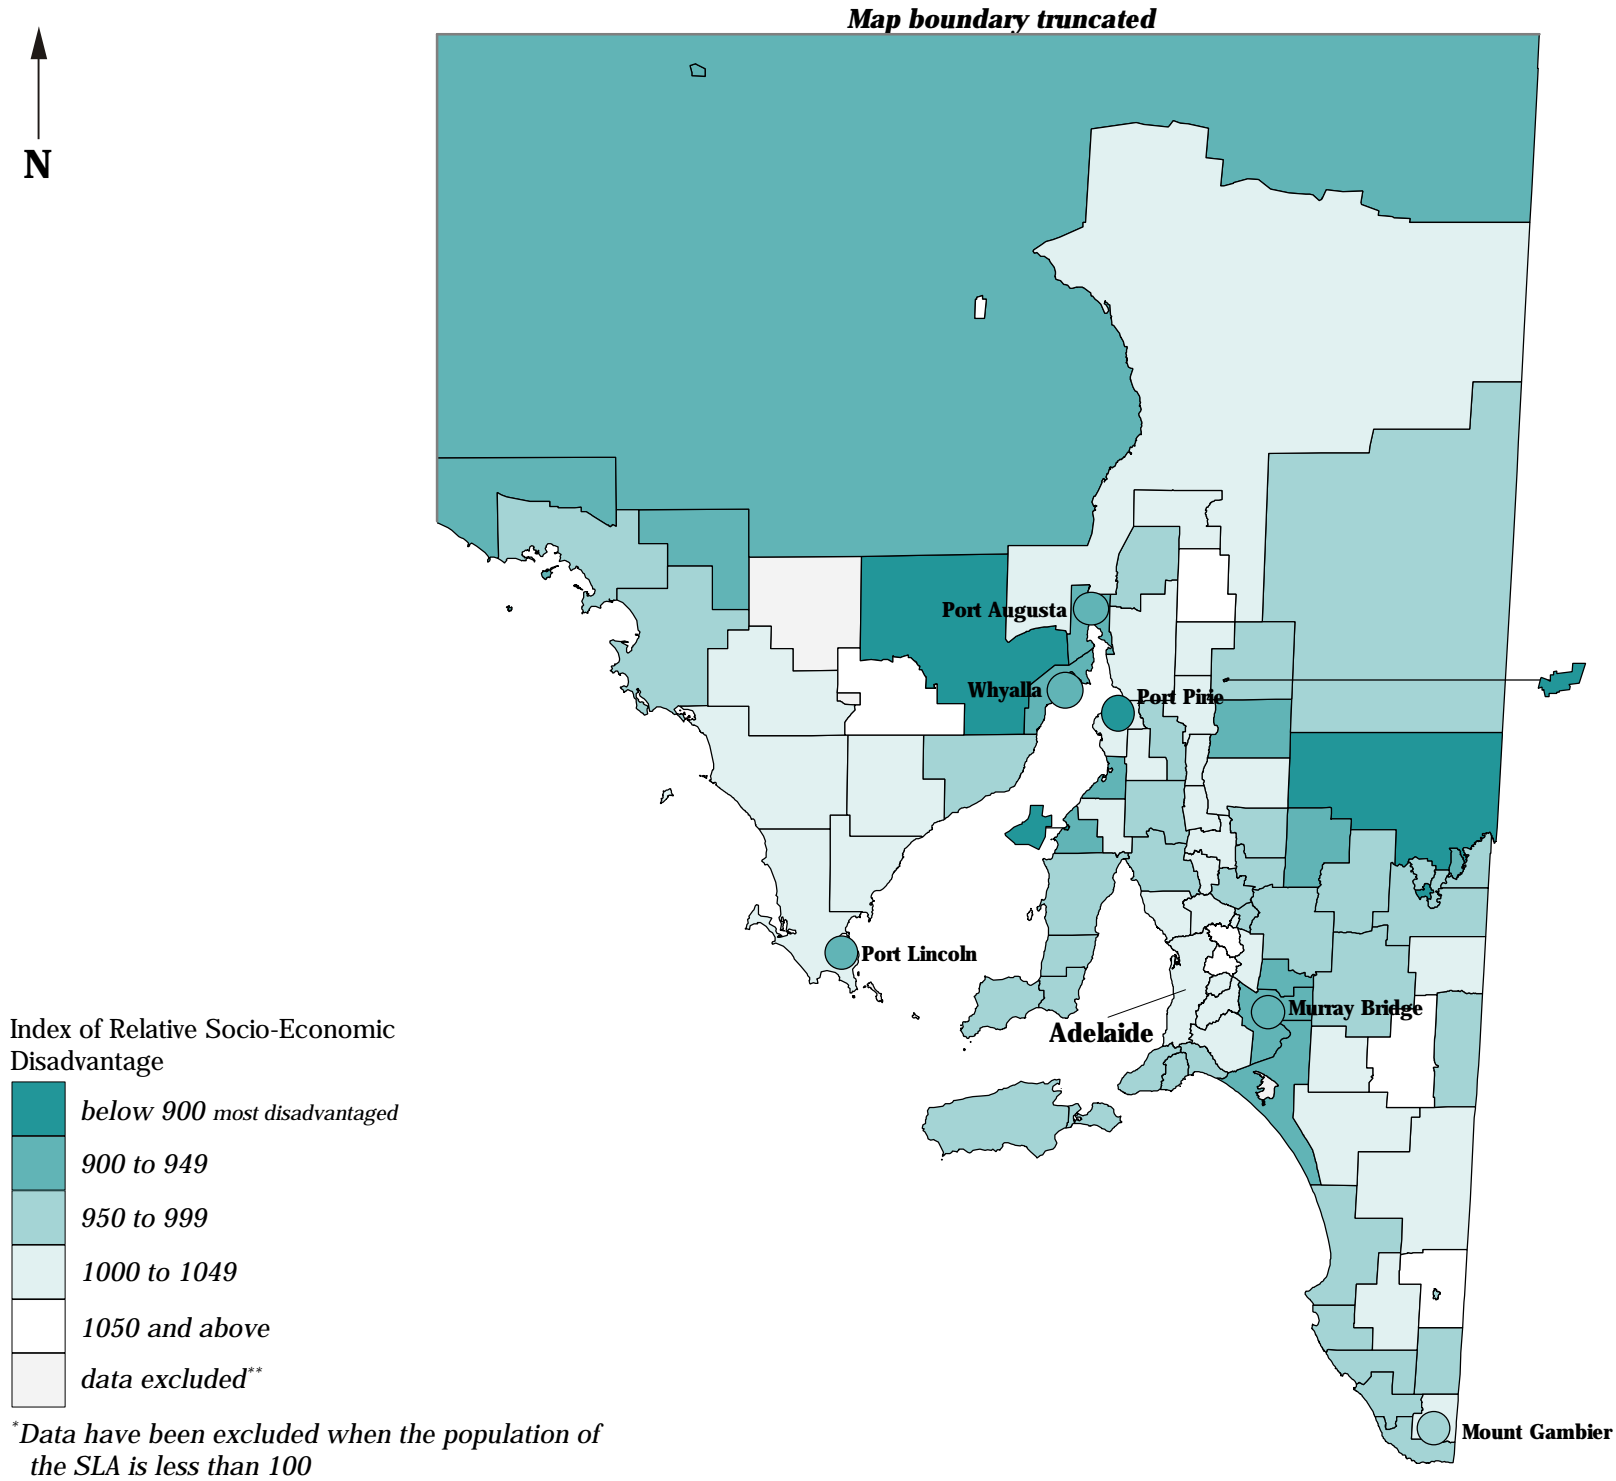 Map boundary truncated
N
Port Augusta
Whyalla
Port Pirie
Port Lincoln
Murray Bridge
Adelaide
Mount Gambier
Index of Relative Socio-Economic
Disadvantage
below 900 most disadvantaged
900 to 949
950 to 999
1000 to 1049
1050 and above
data excluded**
*Data have been excluded when the population of
the SLA is less than 100